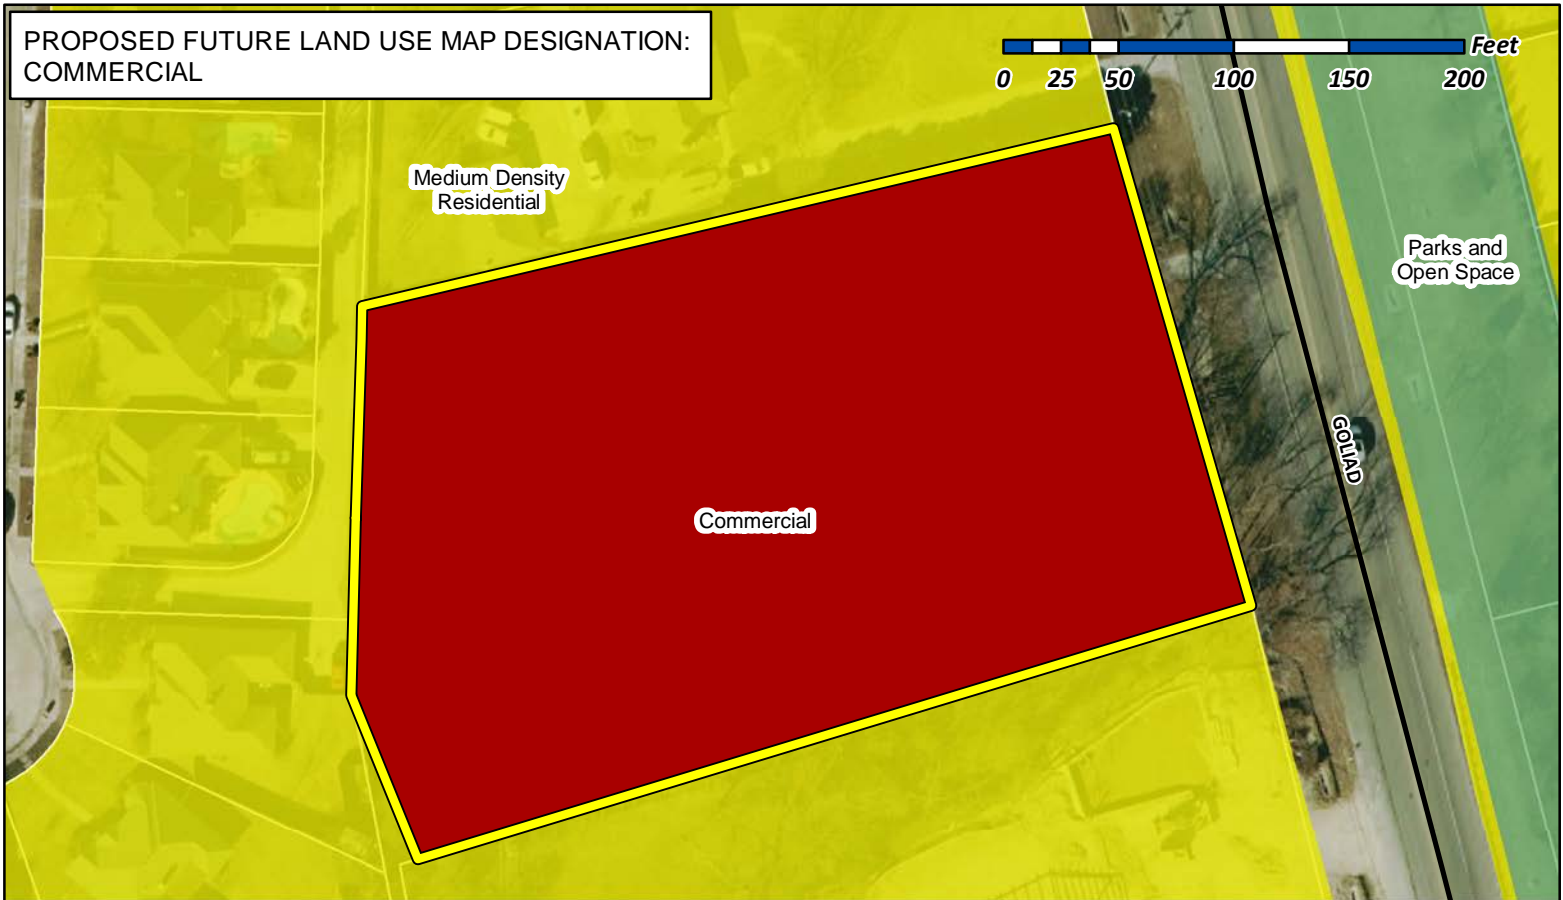 PROPOSED FUTURE LAND USE MAP DESIGNATION:
COMMERCIAL
Feet
0 25 50 100 150 200
Medium Density
Residential
Parks and
Open Space
GOLIAD
Commercial